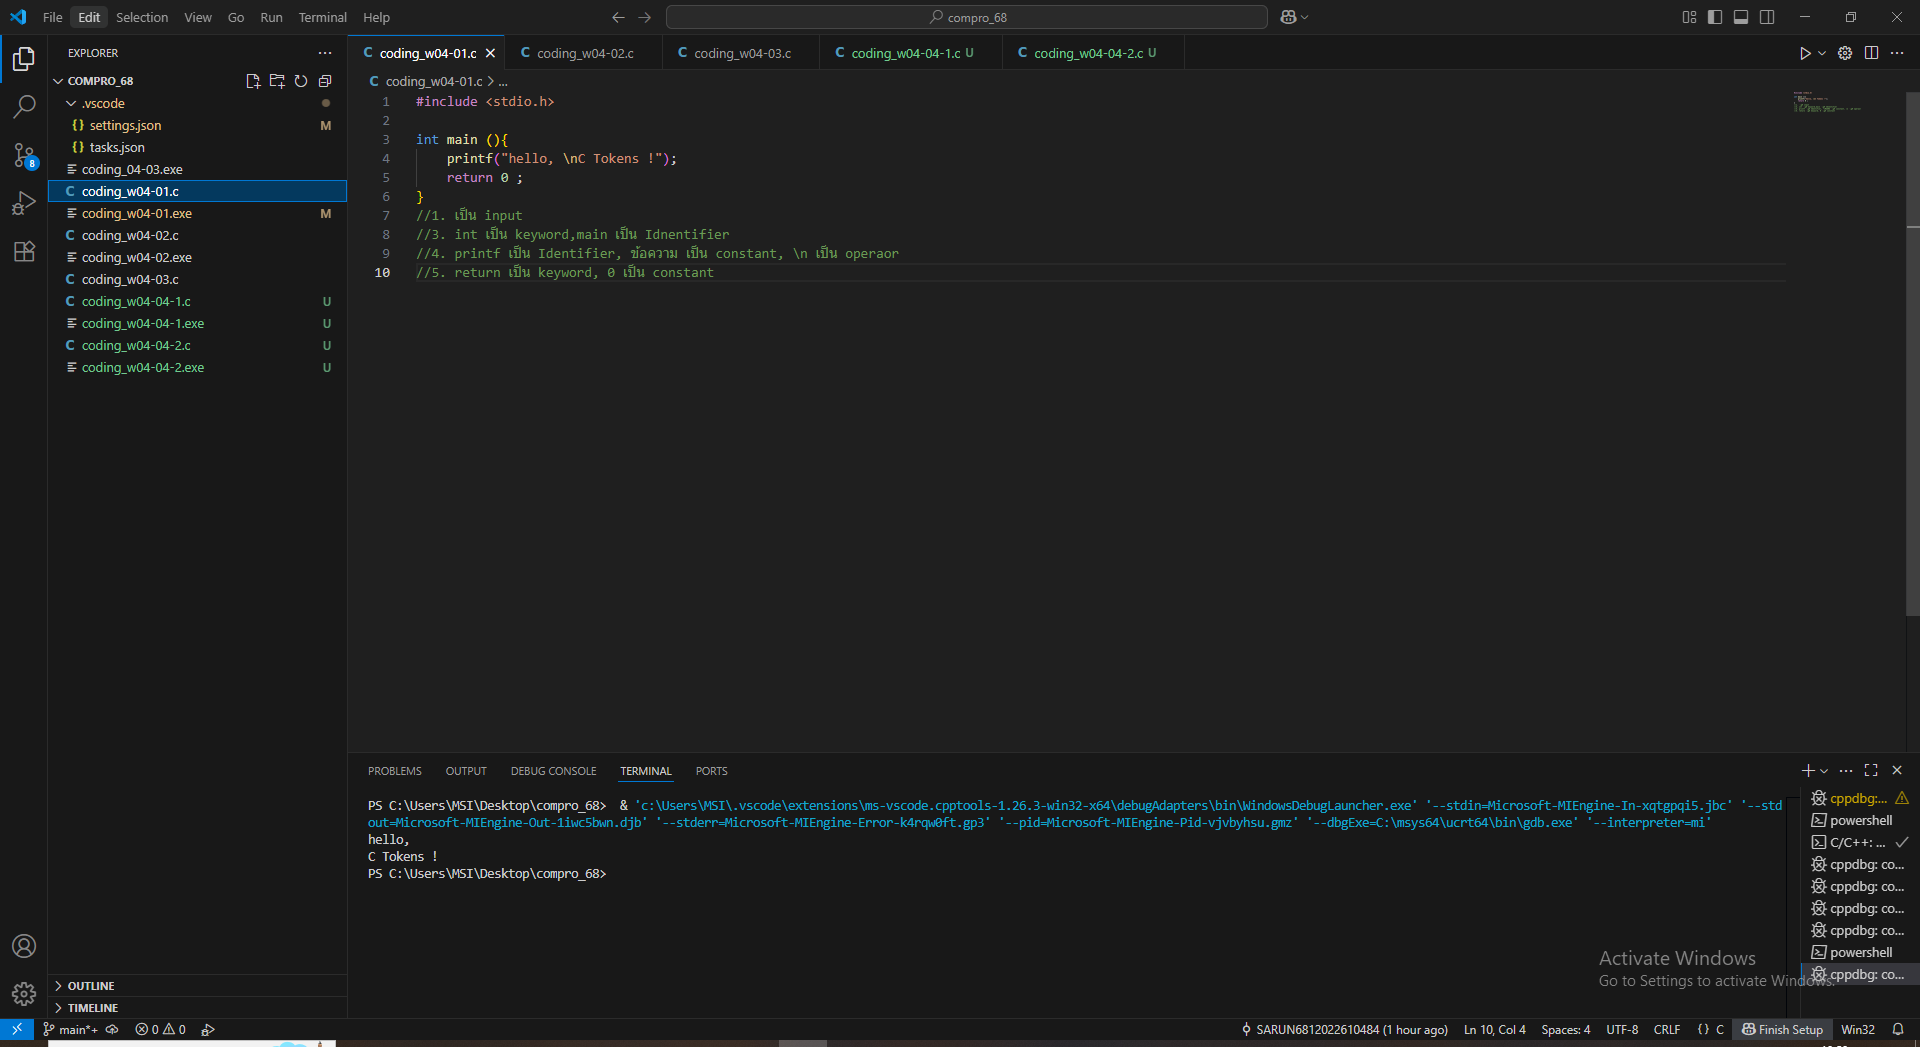 File Edit Selection View Go Run Terminal Help
compro_68
EXPLORER
COMPRO_68
.vscode
settings.json M
tasks.json
coding_04-03.exe
coding_w04-01.c
coding_w04-01.exe M
coding_w04-02.c
coding_w04-02.exe
coding_w04-03.c
coding_w04-04-1.c U
coding_w04-04-1.exe U
coding_w04-04-2.c U
coding_w04-04-2.exe U
OUTLINE
TIMELINE
8
C coding_w04-01.c C coding_w04-02.c C coding_w04-03.c C coding_w04-04-1.c U C coding_w04-04-2.c U
C coding_w04-01.c > ...
1 #include <stdio.h>
2
3 int main (){
4 printf("hello, \nC Tokens !");
5 return 0 ;
6 }
7 //1. เป็น input
8 //3. int เป็น keyword,main เป็น Idnentifier
9 //4. printf เป็น Identifier, ข้อความ เป็น constant, \n เป็น operaor
10 //5. return เป็น keyword, 0 เป็น constant
PROBLEMS OUTPUT DEBUG CONSOLE TERMINAL PORTS
PS C:\Users\MSI\Desktop\compro_68> & 'c:\Users\MSI\.vscode\extensions\ms-vscode.cpptools-1.26.3-win32-x64\debugAdapters\bin\WindowsDebugLauncher.exe' '--stdin=Microsoft-MIEngine-In-xqtgpqi5.jbc' '--std
out=Microsoft-MIEngine-Out-1iwc5bwn.djb' '--stderr=Microsoft-MIEngine-Error-k4rqw0ft.gp3' '--pid=Microsoft-MIEngine-Pid-vjvbyhsu.gmz' '--dbgExe=C:\msys64\ucrt64\bin\gdb.exe' '--interpreter=mi'
hello,
C Tokens !
PS C:\Users\MSI\Desktop\compro_68>
cppdbg:...
powershell
C/C++: ...
cppdbg: co...
cppdbg: co...
cppdbg: co...
cppdbg: co...
powershell
cppdbg: co...
Activate Windows
Go to Settings to activate Windows.
main*+ 0 0 SARUN6812022610484 (1 hour ago) Ln 10, Col 4 Spaces: 4 UTF-8 CRLF {} C Finish Setup Win32